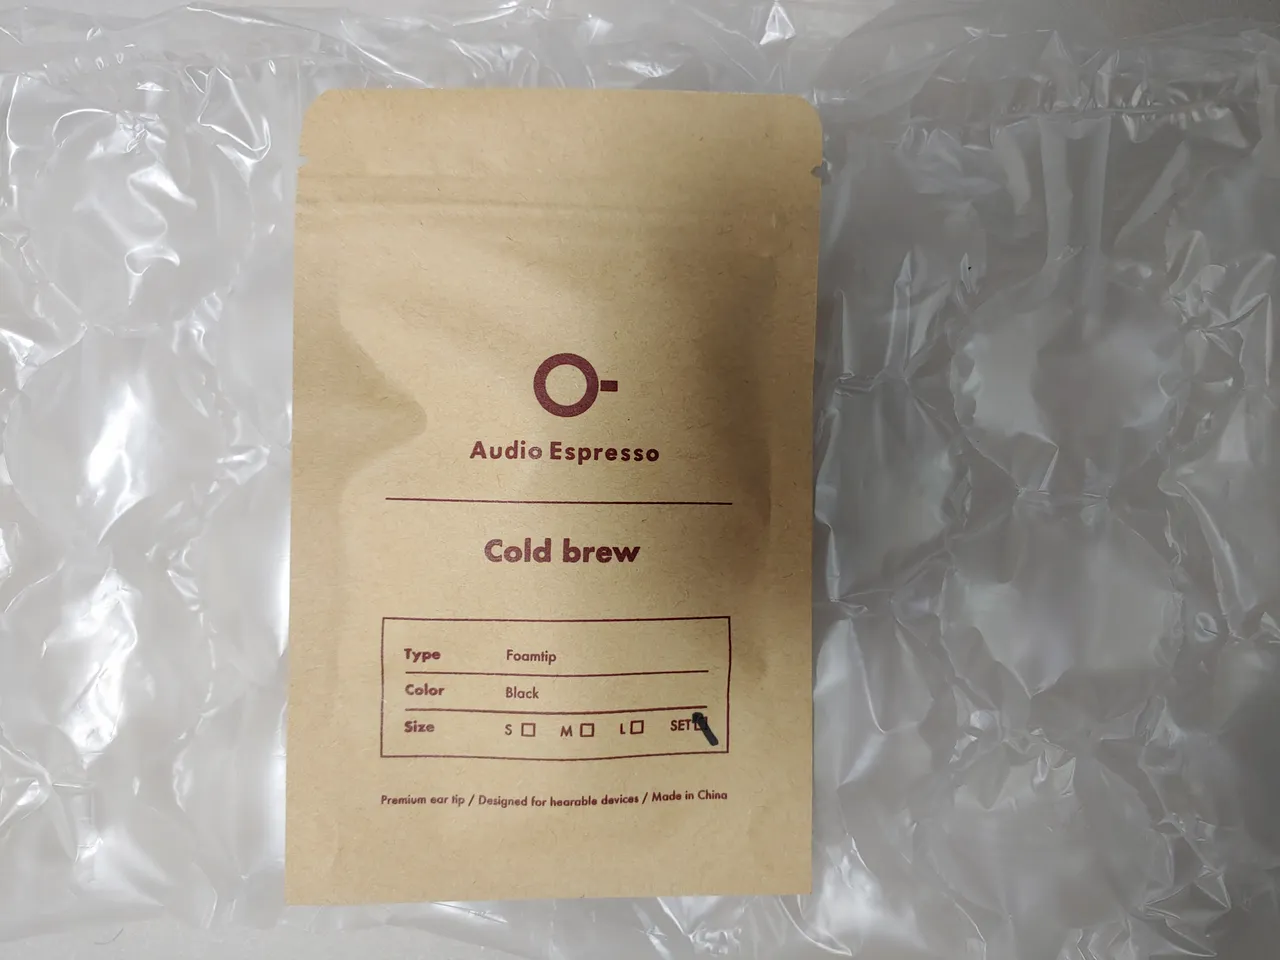 Audio Espresso
Cold brew
Type Foamtip
Color Black
Size S M L SET
Premium ear tip / Designed for hearable devices / Made in China